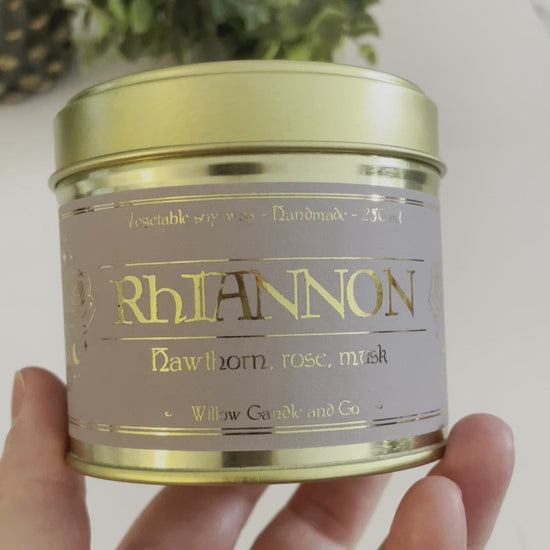 Vegetable soy wax - Handmade - 250ml
RhIANNON
Hawthorn, rose, musk
Willow Candle and Co